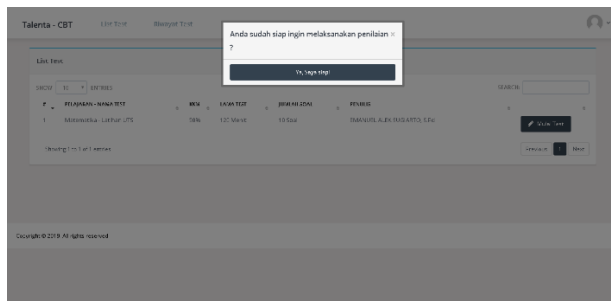 Talenta - CBT
List Test
Riwayat Test
Anda sudah siap ingin melaksanakan penilaian ×
?
Ya, Saya siap!
List Test
SHOW 10 ENTRIES
SEARCH:
# PELAJARAN - NAMA TEST KKM LAMA TEST JUMLAH SOAL PENULIS
1 Matematika - Latihan UTS 120 Menit 10 Soal
Mulai Test
Showing 1 to 1 of 1 entries
Previous 1 Next
Copyright © 2019 All rights reserved